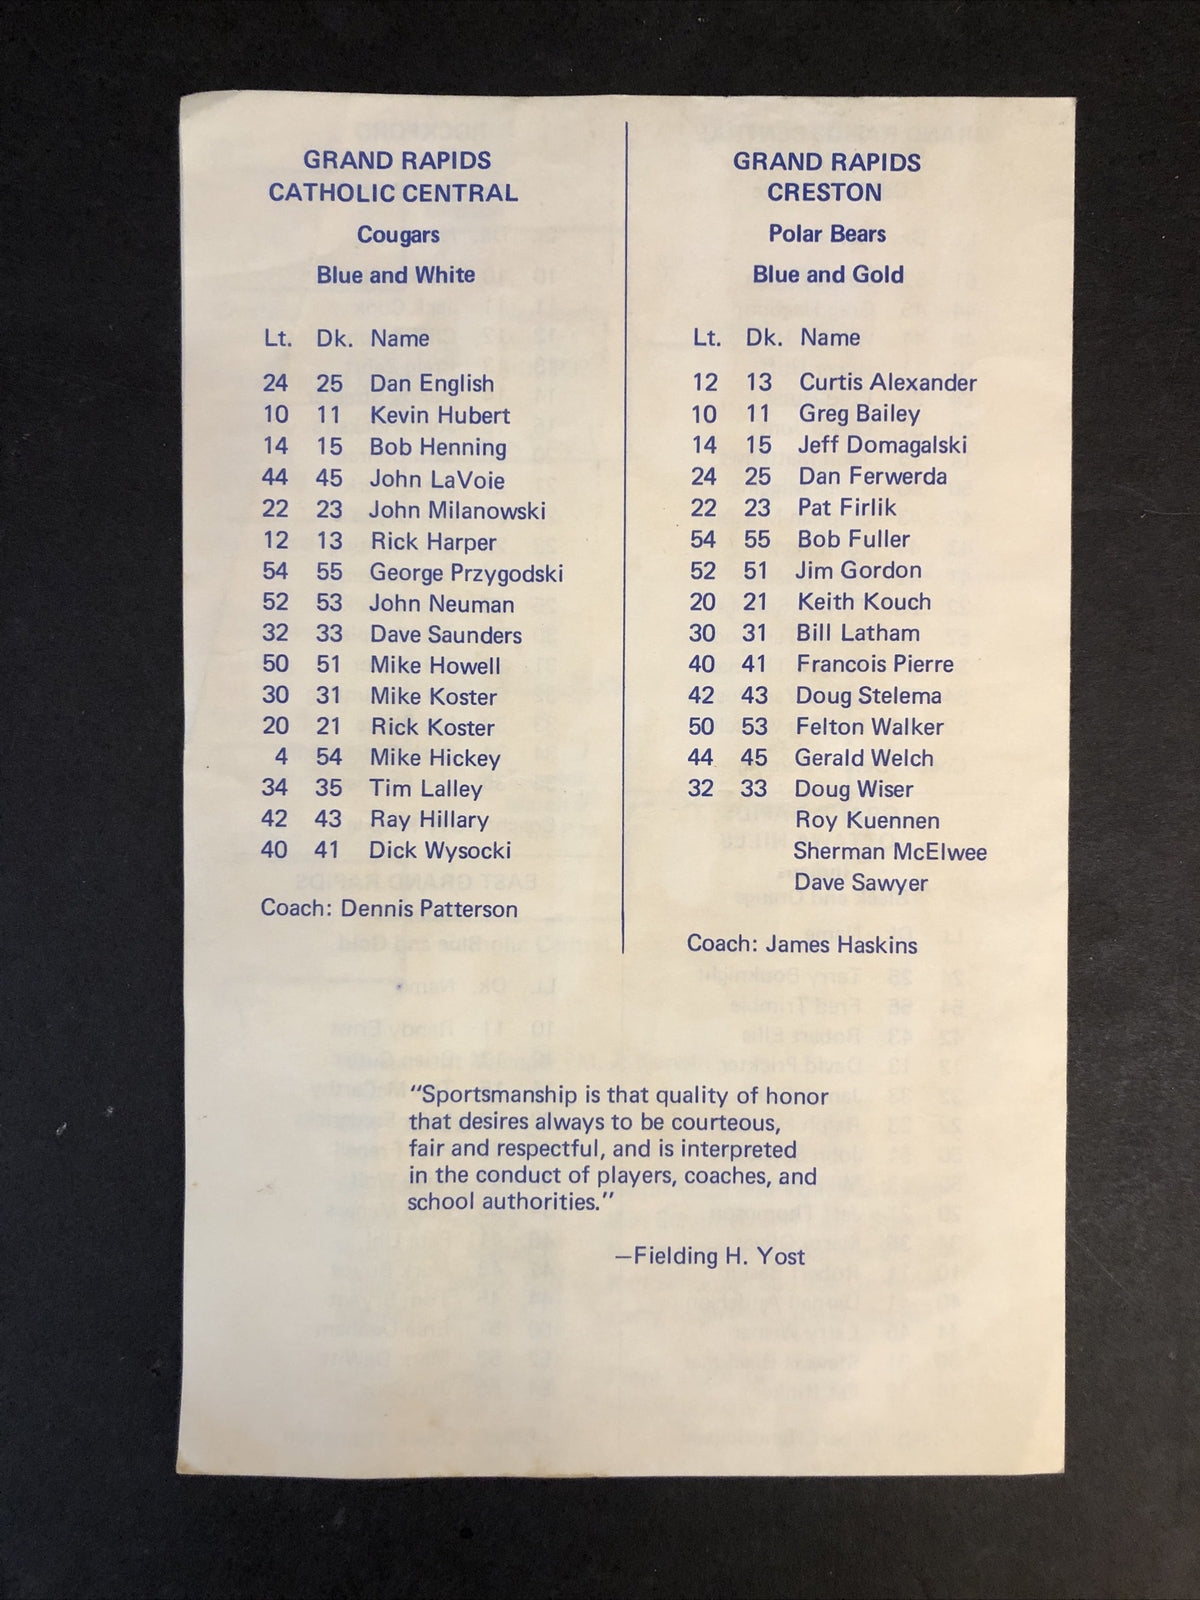 GRAND RAPIDS
CATHOLIC CENTRAL
Cougars
Blue and White
Lt. Dk. Name
24 25 Dan English
10 11 Kevin Hubert
14 15 Bob Henning
44 45 John LaVoie
22 23 John Milanowski
12 13 Rick Harper
54 55 George Przygodski
52 53 John Neuman
32 33 Dave Saunders
50 51 Mike Howell
30 31 Mike Koster
20 21 Rick Koster
4 54 Mike Hickey
34 35 Tim Lalley
42 43 Ray Hillary
40 41 Dick Wysocki
Coach: Dennis Patterson
GRAND RAPIDS
CRESTON
Polar Bears
Blue and Gold
Lt. Dk. Name
12 13 Curtis Alexander
10 11 Greg Bailey
14 15 Jeff Domagalski
24 25 Dan Ferwerda
22 23 Pat Firlik
54 55 Bob Fuller
52 51 Jim Gordon
20 21 Keith Kouch
30 31 Bill Latham
40 41 Francois Pierre
42 43 Doug Stelema
50 53 Felton Walker
44 45 Gerald Welch
32 33 Doug Wiser
Roy Kuennen
Sherman McElwee
Dave Sawyer
Coach: James Haskins
"Sportsmanship is that quality of honor
that desires always to be courteous,
fair and respectful, and is interpreted
in the conduct of players, coaches, and
school authorities."
—Fielding H. Yost